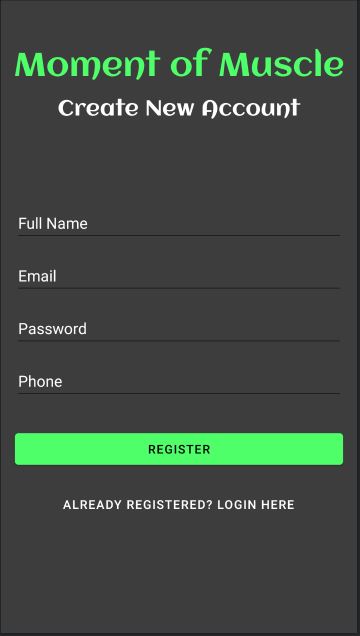 Moment of Muscle
Create New Account
Full Name
Email
Password
Phone
REGISTER
ALREADY REGISTERED? LOGIN HERE